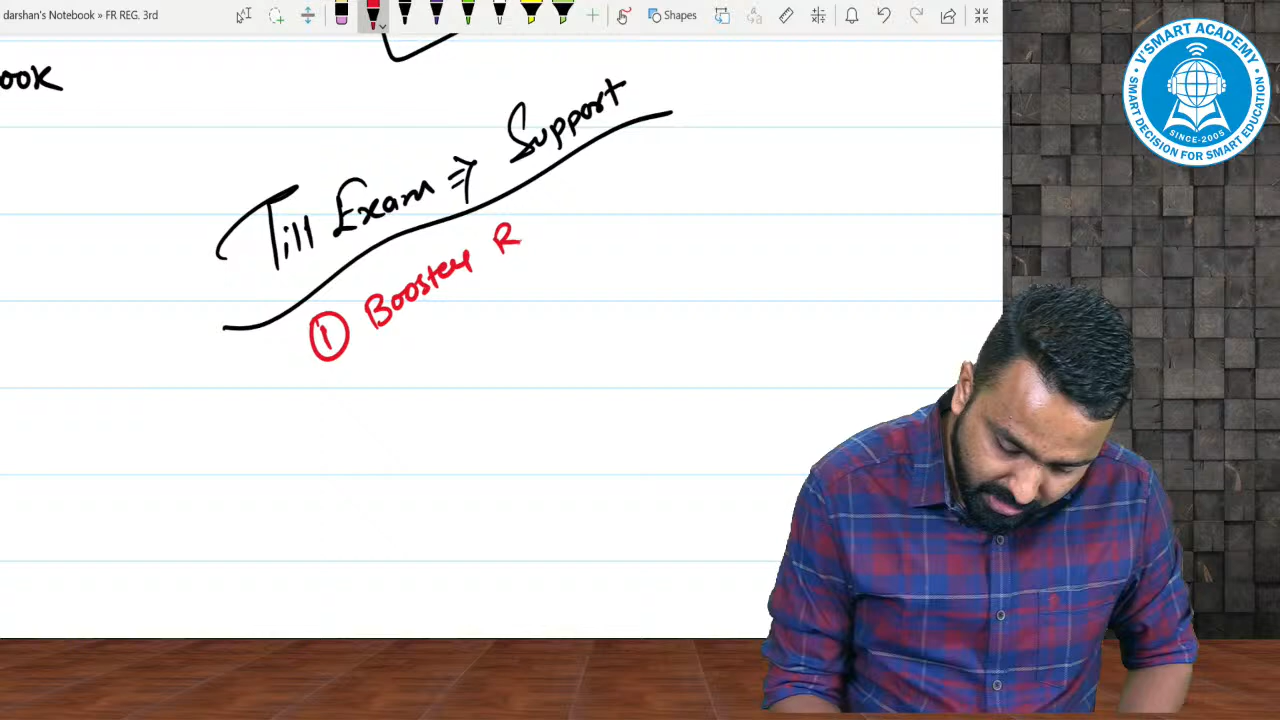 darshan's Notebook » FR REG. 3rd
Shapes
ook
Till Exam ⇒ Support
① Booster R
V'SMART ACADEMY
SINCE-2005
SMART DECISION FOR SMART EDUCATION